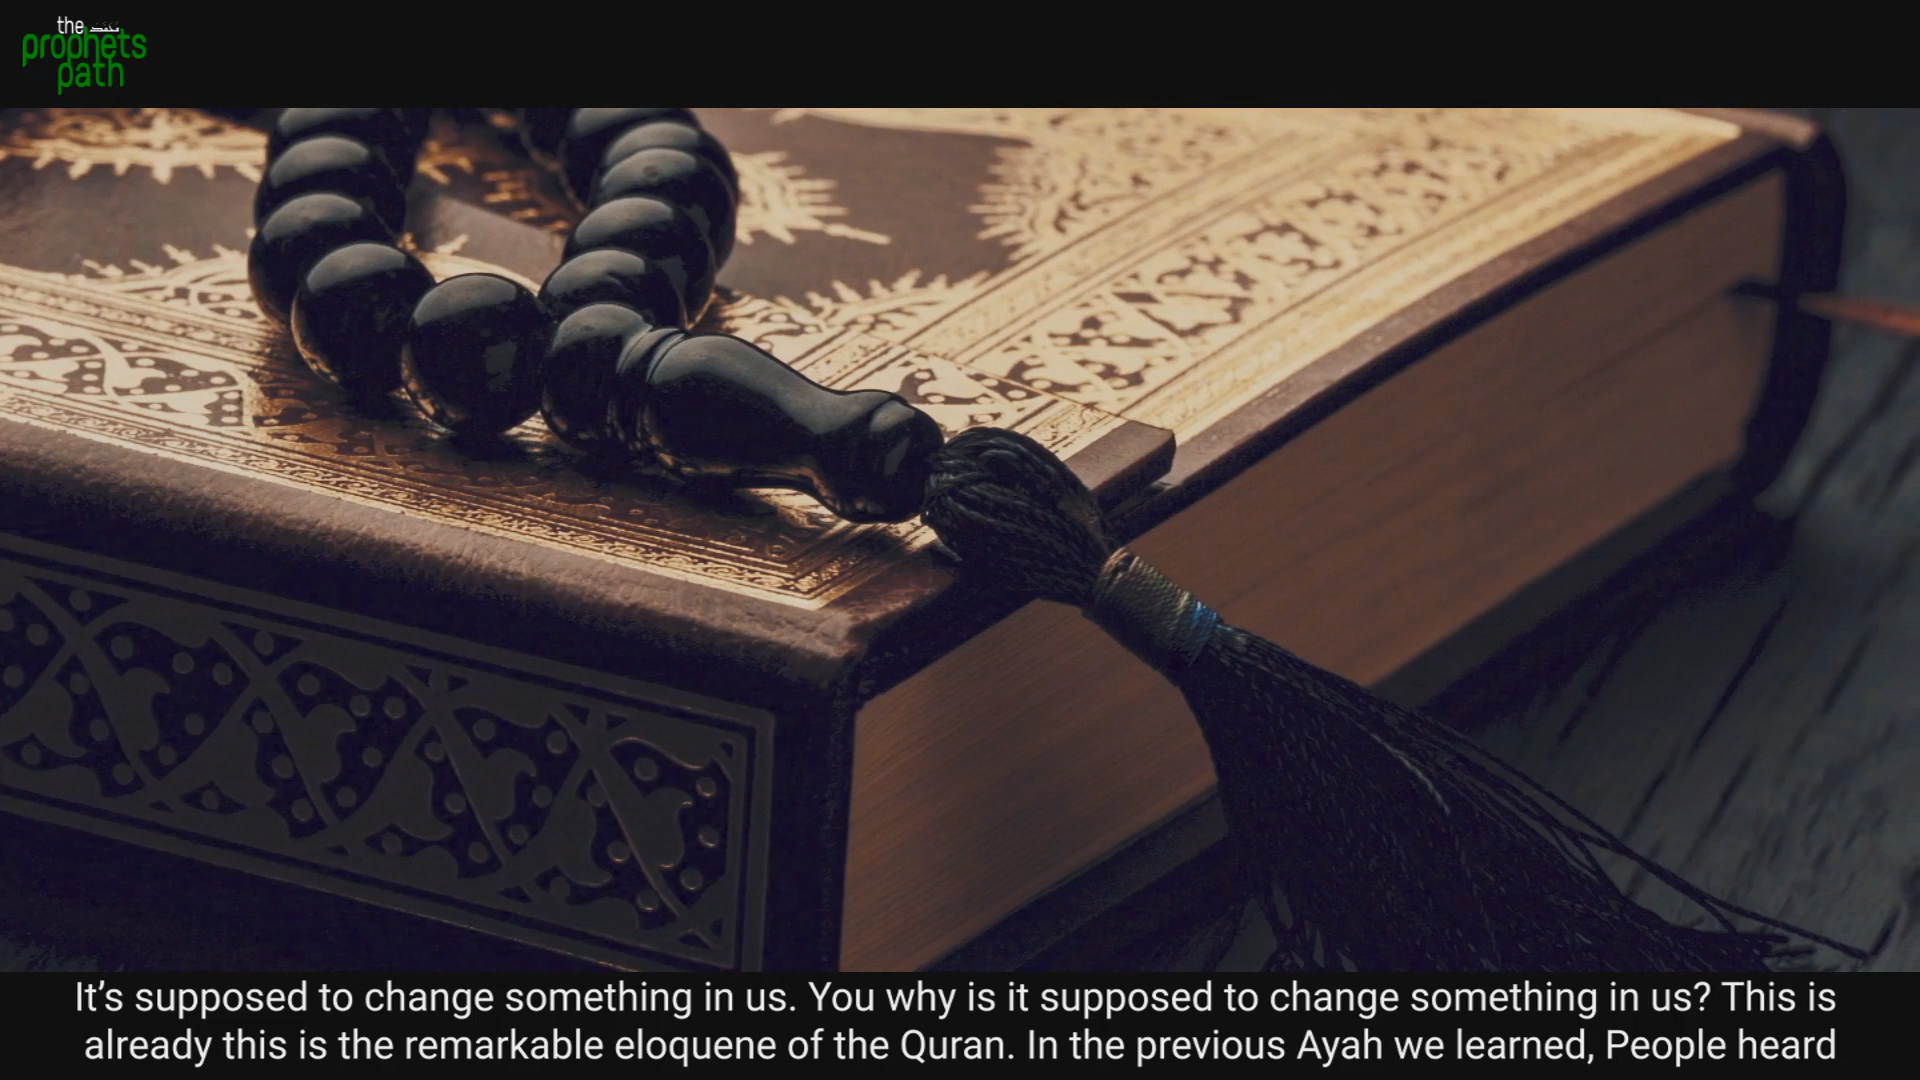 the
prophets
path
It’s supposed to change something in us. You why is it supposed to change something in us? This is
already this is the remarkable eloquene of the Quran. In the previous Ayah we learned, People heard